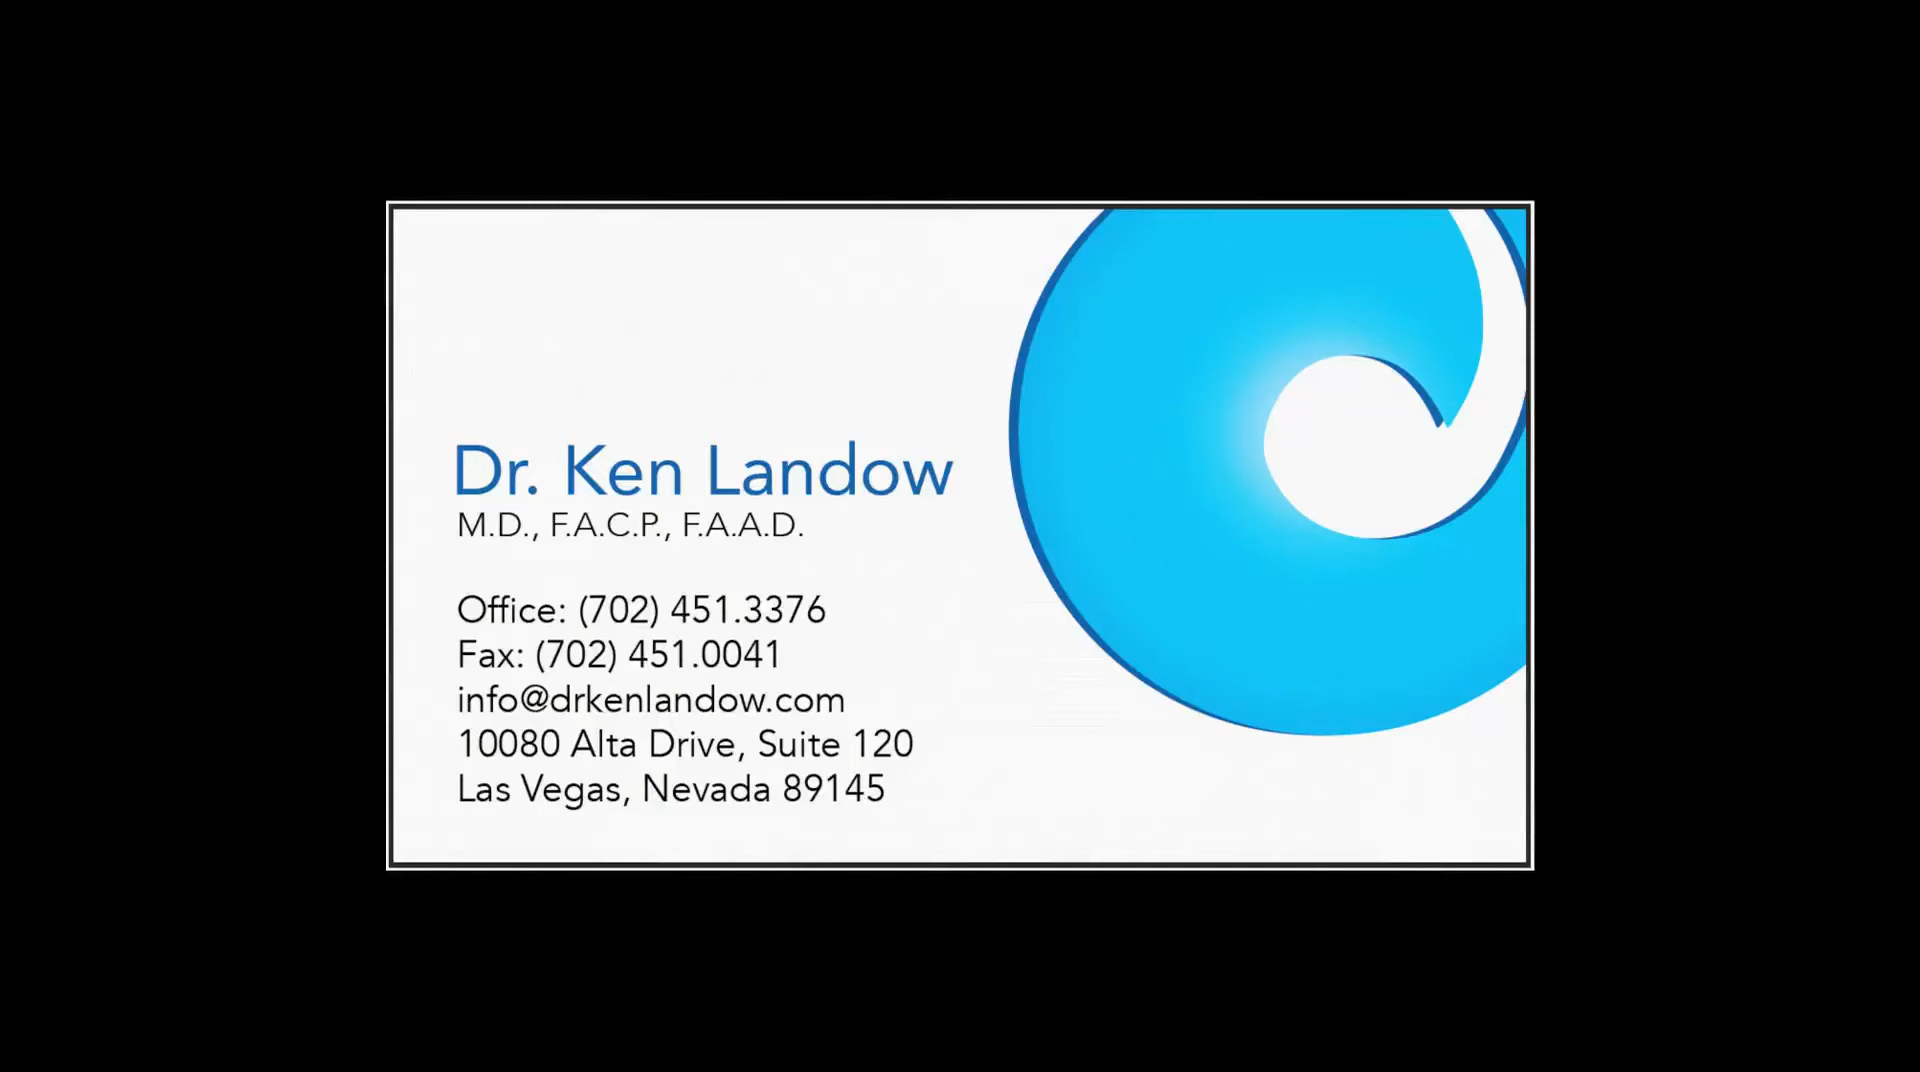 Dr. Ken Landow
M.D., F.A.C.P., F.A.A.D.
Office: (702) 451.3376
Fax: (702) 451.0041
info@drkenlandow.com
10080 Alta Drive, Suite 120
Las Vegas, Nevada 89145